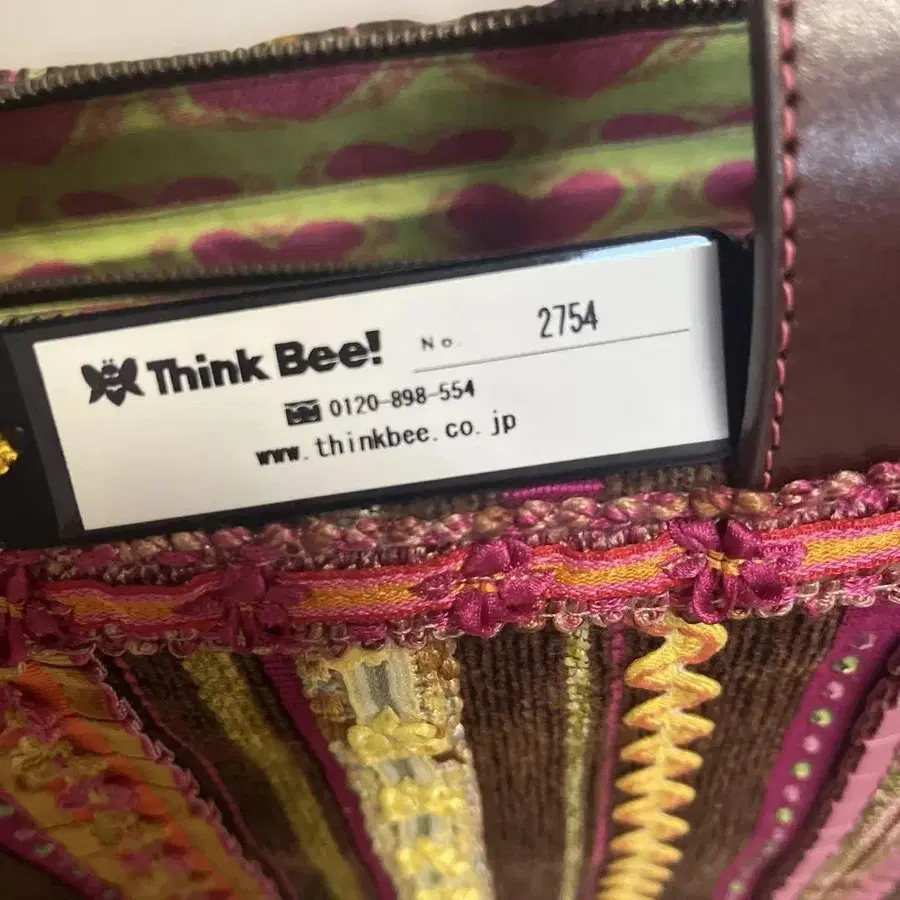 Think Bee!
No. 2754
0120-898-554
www.thinkbee.co.jp